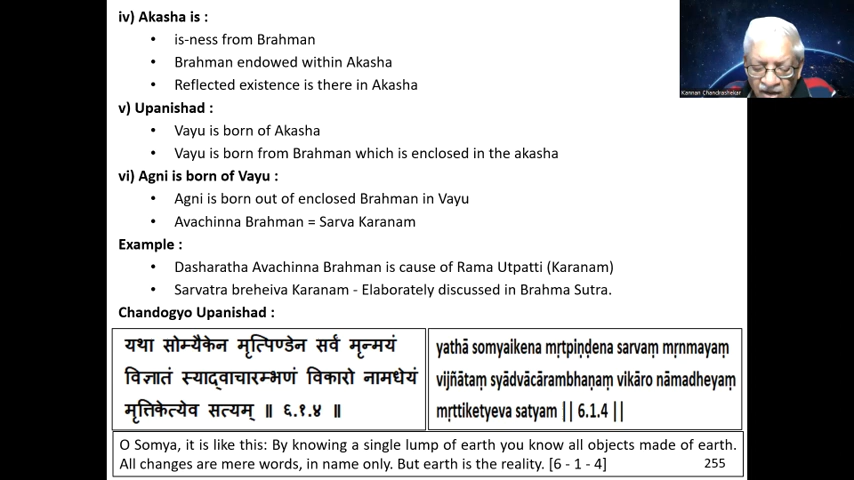 iv) Akasha is :
• is-ness from Brahman
• Brahman endowed within Akasha
• Reflected existence is there in Akasha
v) Upanishad :
• Vayu is born of Akasha
• Vayu is born from Brahman which is enclosed in the akasha
vi) Agni is born of Vayu :
• Agni is born out of enclosed Brahman in Vayu
• Avachinna Brahman = Sarva Karanam
Example :
• Dasharatha Avachinna Brahman is cause of Rama Utpatti (Karanam)
• Sarvatra breheiva Karanam - Elaborately discussed in Brahma Sutra.
Chandogyo Upanishad :
यथा सोम्यैकेन मृत्पिण्डेन सर्वं मृन्मयं
विज्ञातं स्याद्वाचारम्भणं विकारो नामधेयं
मृत्तिकेत्येव सत्यम् ॥ ६.१.४ ॥
yathā somyaikena mṛtpiṇḍena sarvaṃ mṛnmayaṃ
vijñātaṃ syādvācārambhaṇaṃ vikāro nāmadheyaṃ
mṛttiketyeva satyam || 6.1.4 ||
O Somya, it is like this: By knowing a single lump of earth you know all objects made of earth.
All changes are mere words, in name only. But earth is the reality. [6 - 1 - 4]
255
Kannan Chandrashekar